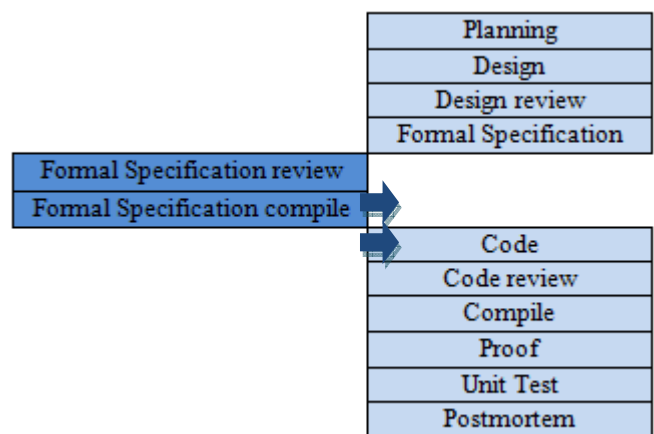 Planning
Design
Design review
Formal Specification
Formal Specification review
Formal Specification compile
Code
Code review
Compile
Proof
Unit Test
Postmortem